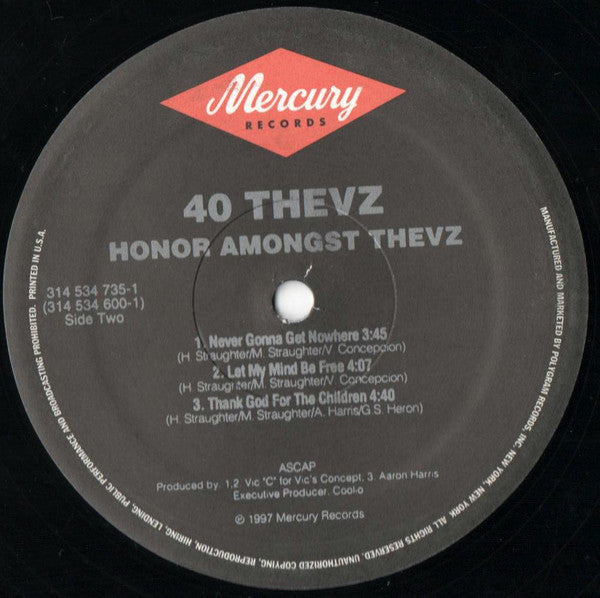 Mercury
RECORDS
40 THEVZ
HONOR AMONGST THEVZ
314 534 735-1
(314 534 600-1)
Side Two
1. Never Gonna Get Nowhere 3:45
(H. Straughter/M. Straughter/V. Concepcion)
2. Let My Mind Be Free 4:07
(H. Straughter/M. Straughter/V. Concepcion)
3. Thank God For The Children 4:40
(H. Straughter/M. Straughter/A. Harris/G.S. Heron)
ASCAP
Produced by: 1,2. Vic "C" for Vic's Concept, 3. Aaron Harris
Executive Producer: Coolio
℗ © 1997 Mercury Records
MANUFACTURED AND MARKETED BY POLYGRAM RECORDS, INC. NEW YORK, NEW YORK. ALL RIGHTS RESERVED. UNAUTHORIZED COPYING, REPRODUCTION, HIRING, LENDING, PUBLIC PERFORMANCE AND BROADCASTING PROHIBITED. PRINTED IN U.S.A.